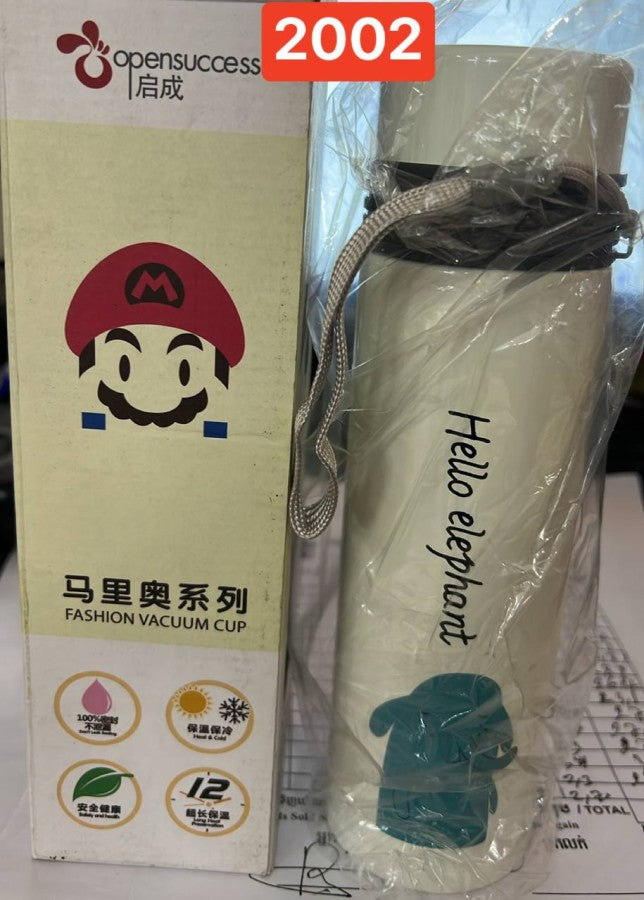 2002
opensuccess
启成
M
马里奥系列
FASHION VACUUM CUP
100%密封
不泄漏
保温保冷
Heat & Cold
安全健康
Safety and health
12
超长保温
Hello elephant
/ TOTAL